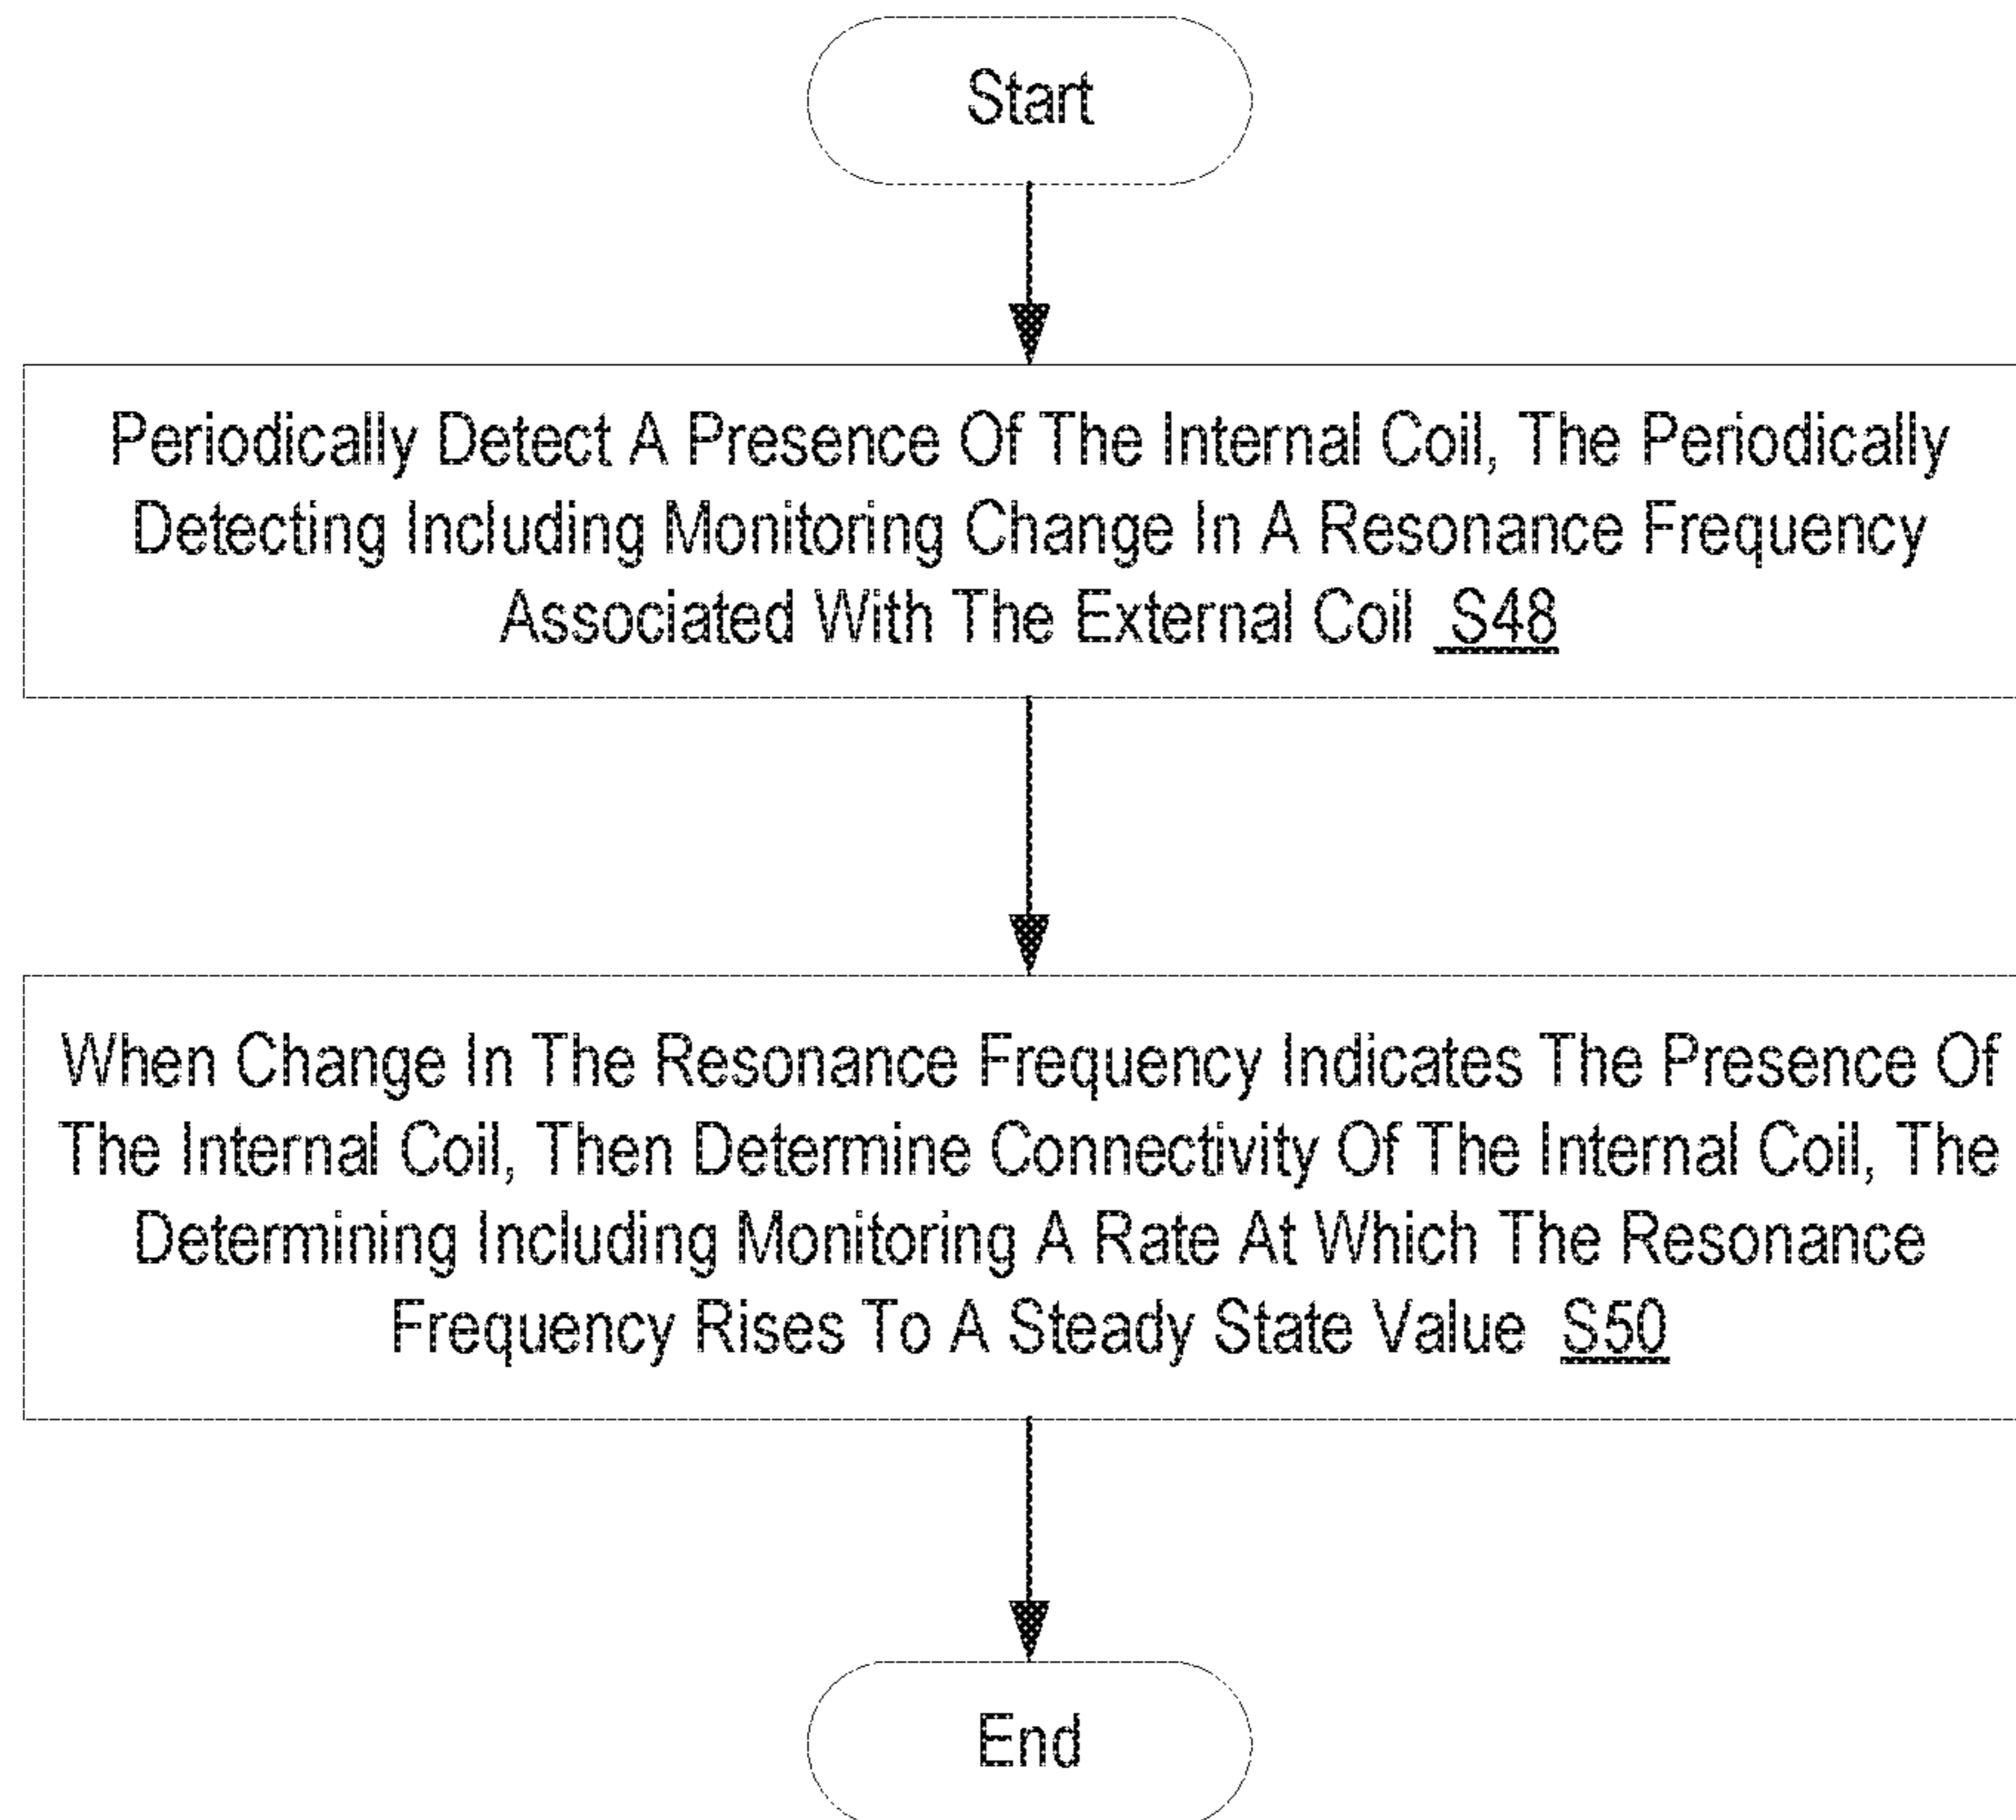 Start
Periodically Detect A Presence Of The Internal Coil, The Periodically
Detecting Including Monitoring Change In A Resonance Frequency
Associated With The External Coil S48
When Change In The Resonance Frequency Indicates The Presence Of
The Internal Coil, Then Determine Connectivity Of The Internal Coil, The
Determining Including Monitoring A Rate At Which The Resonance
Frequency Rises To A Steady State Value S50
End